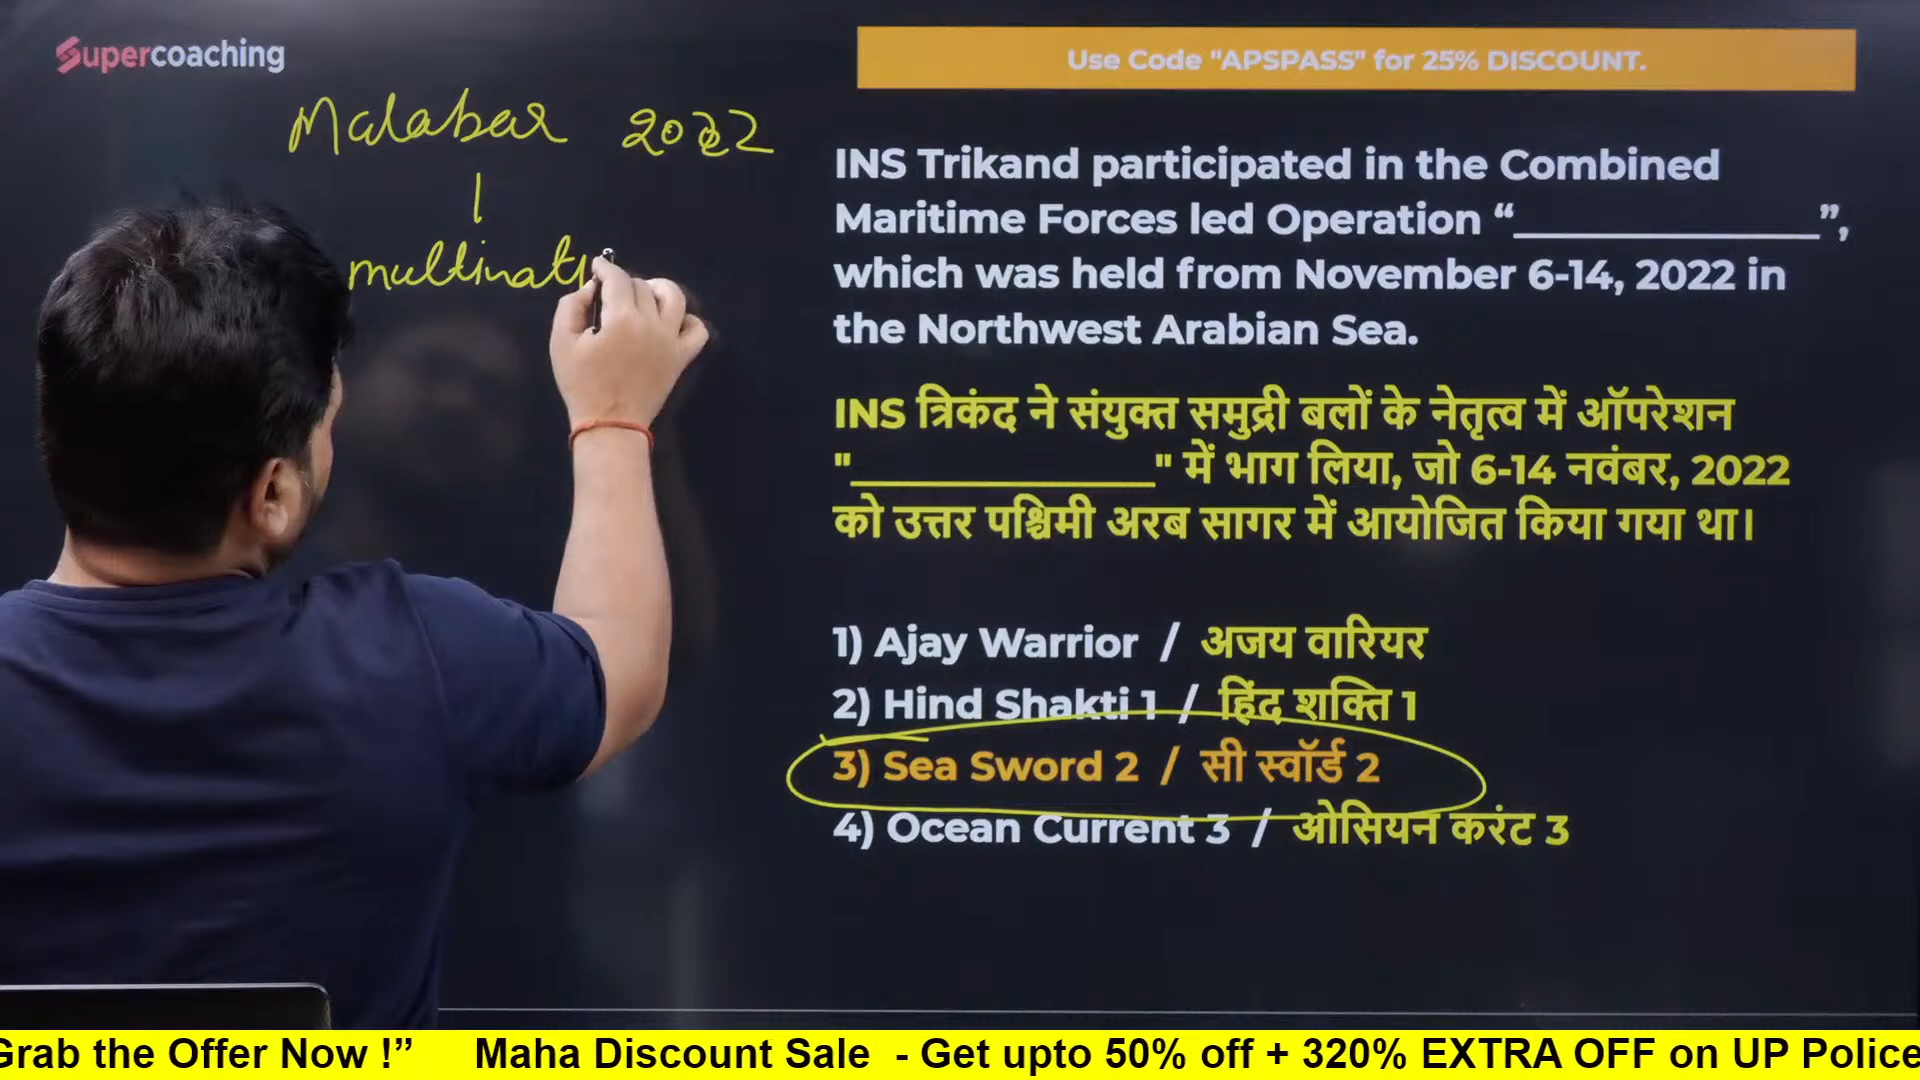 Supercoaching
Use Code "APSPASS" for 25% DISCOUNT.
Malabar 2022
multinati
INS Trikand participated in the Combined
Maritime Forces led Operation “______________”,
which was held from November 6-14, 2022 in
the Northwest Arabian Sea.
INS त्रिकंद ने संयुक्त समुद्री बलों के नेतृत्व में ऑपरेशन
"______________" में भाग लिया, जो 6-14 नवंबर, 2022
को उत्तर पश्चिमी अरब सागर में आयोजित किया गया था।
1) Ajay Warrior / अजय वारियर
2) Hind Shakti 1 / हिंद शक्ति 1
3) Sea Sword 2 / सी स्वॉर्ड 2
4) Ocean Current 3 / ओसियन करंट 3
Grab the Offer Now !” Maha Discount Sale - Get upto 50% off + 320% EXTRA OFF on UP Police